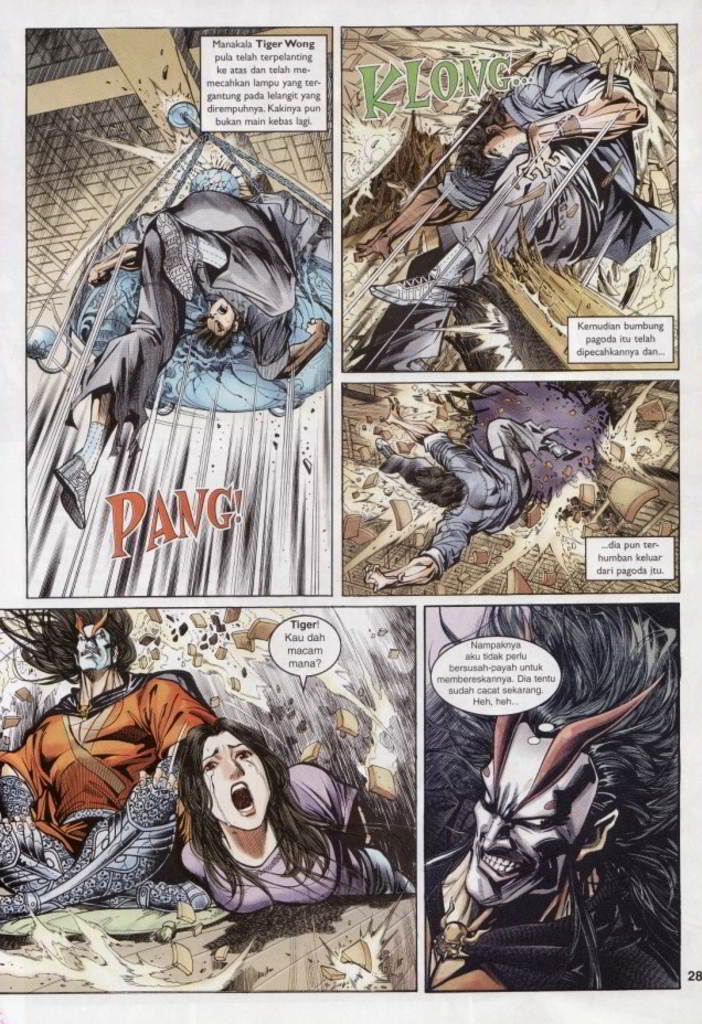 Manakala Tiger Wong
pula telah terpelanting
ke atas dan telah me-
mecahkan lampu yang ter-
gantung pada lelangit yang
dirempuhnya. Kakinya pun
bukan main kebas lagi.
KLONG...
Kemudian bumbung
pagoda itu telah
dipecahkannya dan...
PANG!
...dia pun ter-
humban keluar
dari pagoda itu.
Tiger!
Kau dah
macam
mana?
Nampaknya
aku tidak perlu
bersusah-payah untuk
membereskannya. Dia tentu
sudah cacat sekarang.
Heh, heh...
28